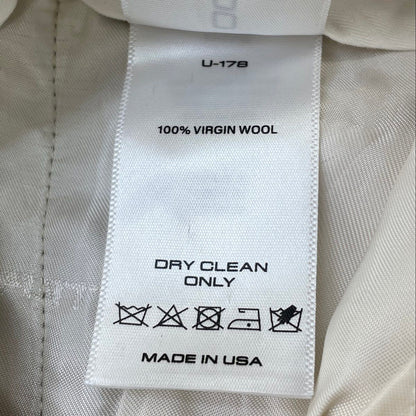 U-178
100% VIRGIN WOOL
DRY CLEAN
ONLY
MADE IN USA